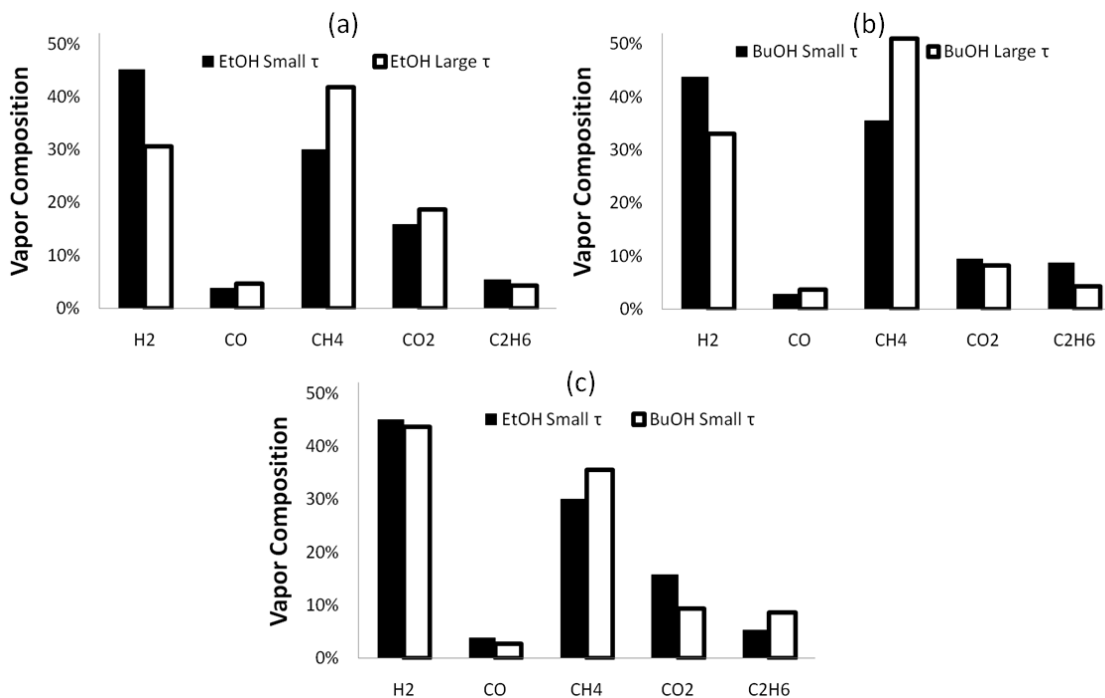 (a)
EtOH Small τ EtOH Large τ
Vapor Composition
50%
40%
30%
20%
10%
0%
H2 CO CH4 CO2 C2H6
(b)
BuOH Small τ BuOH Large τ
Vapor Composition
50%
40%
30%
20%
10%
0%
H2 CO CH4 CO2 C2H6
(c)
EtOH Small τ BuOH Small τ
Vapor Composition
50%
40%
30%
20%
10%
0%
H2 CO CH4 CO2 C2H6